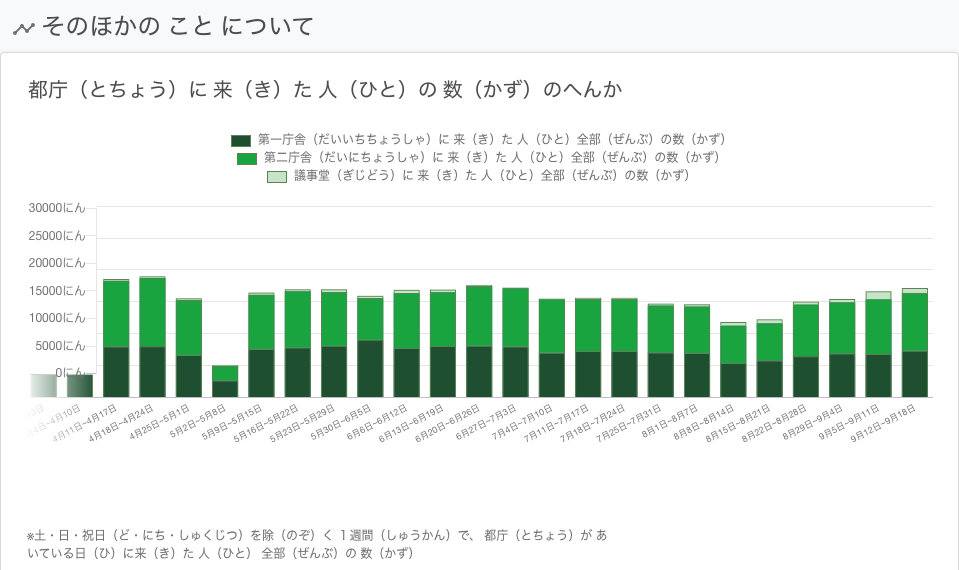 そのほかの こと について
都庁（とちょう）に 来（き）た 人（ひと）の 数（かず）のへんか
第一庁舎（だいいちちょうしゃ）に 来（き）た 人（ひと）全部（ぜんぶ）の数（かず）
第二庁舎（だいにちょうしゃ）に 来（き）た 人（ひと）全部（ぜんぶ）の数（かず）
議事堂（ぎじどう）に 来（き）た 人（ひと）全部（ぜんぶ）の数（かず）
30000にん
25000にん
20000にん
15000にん
10000にん
5000にん
0にん
4月11日~4月17日
4月18日~4月24日
4月25日~5月1日
5月2日~5月8日
5月9日~5月15日
5月16日~5月22日
5月23日~5月29日
5月30日~6月5日
6月6日~6月12日
6月13日~6月19日
6月20日~6月26日
6月27日~7月3日
7月4日~7月10日
7月11日~7月17日
7月18日~7月24日
7月25日~7月31日
8月1日~8月7日
8月8日~8月14日
8月15日~8月21日
8月22日~8月28日
8月29日~9月4日
9月5日~9月11日
9月12日~9月18日
※土・日・祝日（ど・にち・しゅくじつ）を除（のぞ）く １週間（しゅうかん）で、 都庁（とちょう）が あ
いている日（ひ）に来（き）た 人（ひと） 全部（ぜんぶ）の 数（かず）